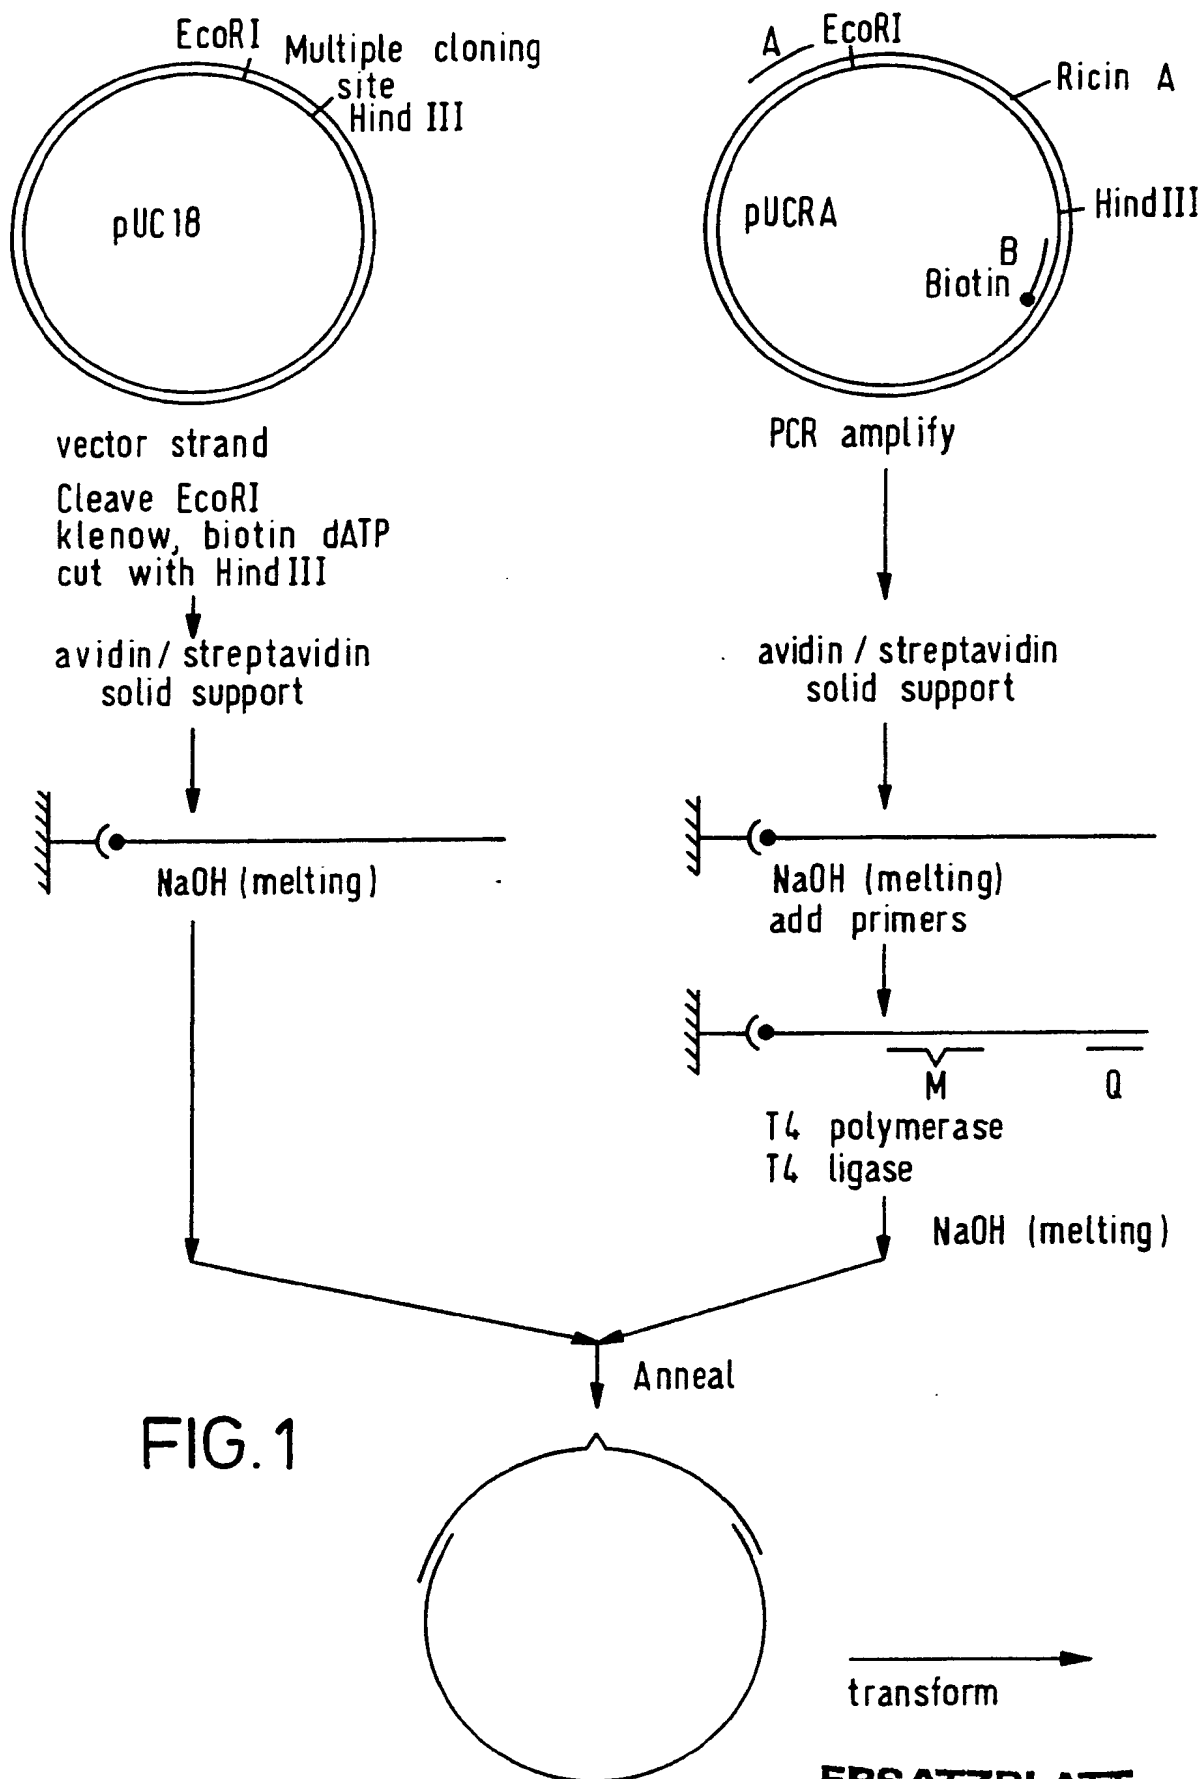 EcoRI
Multiple cloning
site
Hind III
pUC18
vector strand
Cleave EcoRI
klenow, biotin dATP
cut with HindIII
avidin/ streptavidin
solid support
NaOH (melting)
A
EcoRI
Ricin A
pUCRA
HindIII
B
Biotin
PCR amplify
avidin / streptavidin
solid support
NaOH (melting)
add primers
M
Q
T4 polymerase
T4 ligase
NaOH (melting)
Anneal
FIG.1
transform
ERSATZBLATT